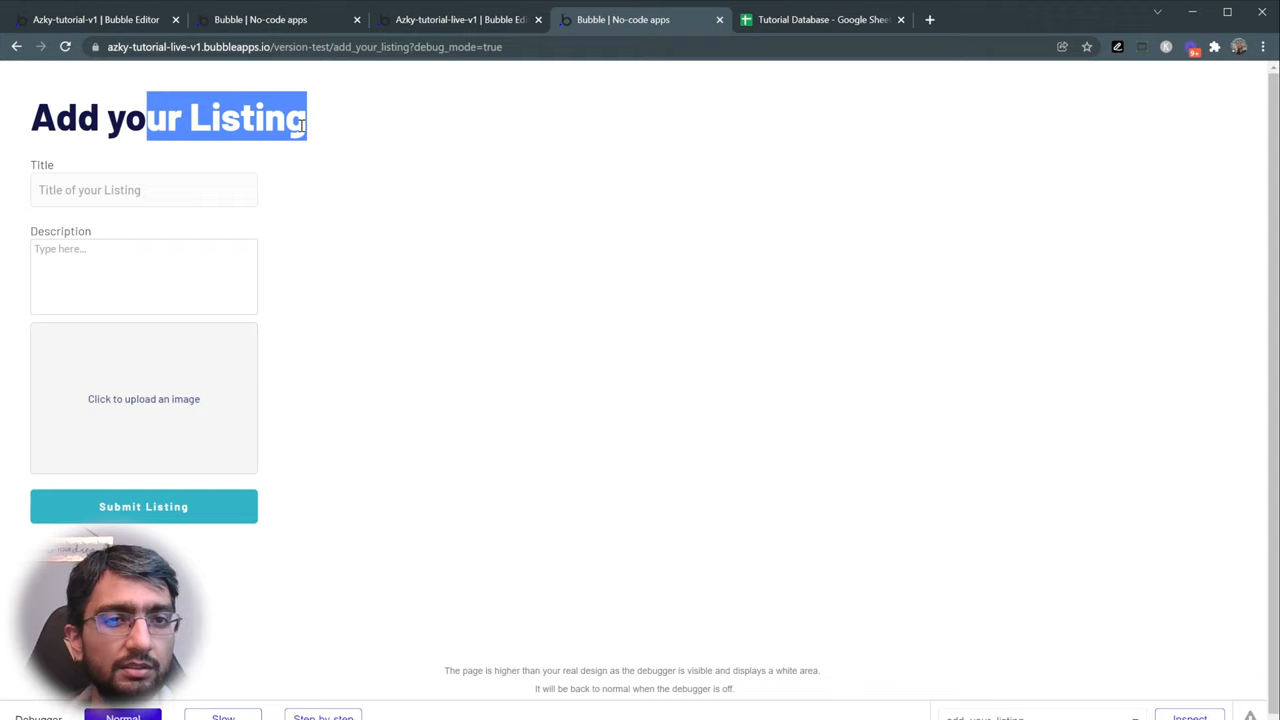 Azky-tutorial-v1 | Bubble Editor
Bubble | No-code apps
Azky-tutorial-live-v1 | Bubble Edi
Bubble | No-code apps
Tutorial Database - Google Shee
azky-tutorial-live-v1.bubbleapps.io/version-test/add_your_listing?debug_mode=true
9+
Add your Listing
Title
Title of your Listing
Description
Type here...
Click to upload an image
Submit Listing
The page is higher than your real design as the debugger is visible and displays a white area.
It will be back to normal when the debugger is off.
Debugger Normal Slow Step by step add_your_listing Inspect